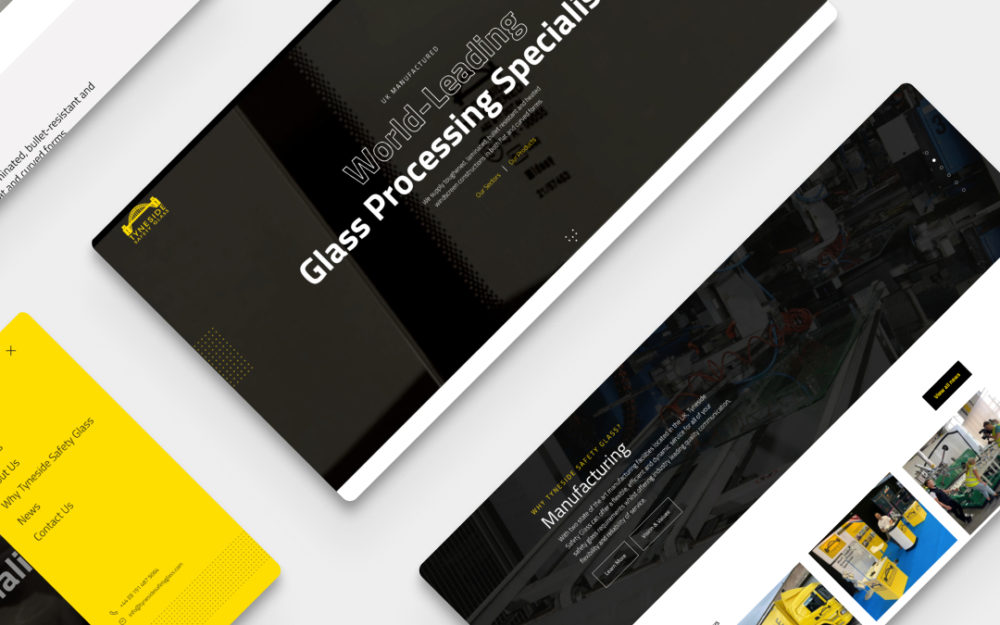 minated, bullet-resistant and
t and curved forms.
UK MANUFACTURED
World-Leading
Glass Processing Specialis
We supply toughened, laminated, bullet-resistant and heated
windscreen constructions in both flat and curved forms.
Our Sectors | Our Products
TYNESIDE
SAFETY GLASS
out Us
Why Tyneside Safety Glass
News
Contact Us
info@tynesidesafetyglass.com
WHY TYNESIDE SAFETY GLASS?
Manufacturing
With two state of the art manufacturing facilities located in the UK, Tyneside
Safety Glass can offer a flexible, efficient and dynamic service for all of your
safety glass requirements whilst offering industry leading quality communication,
flexibility and reliability of service.
Learn More
Vision & Values
View all news